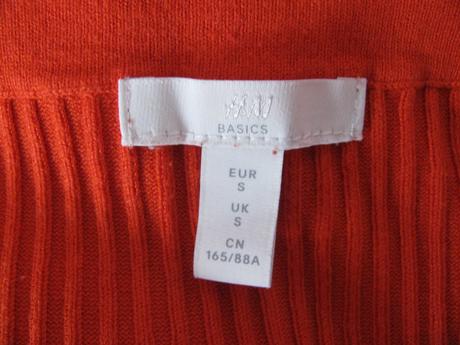 H&M
BASICS
EUR
S
UK
S
CN
165/88A